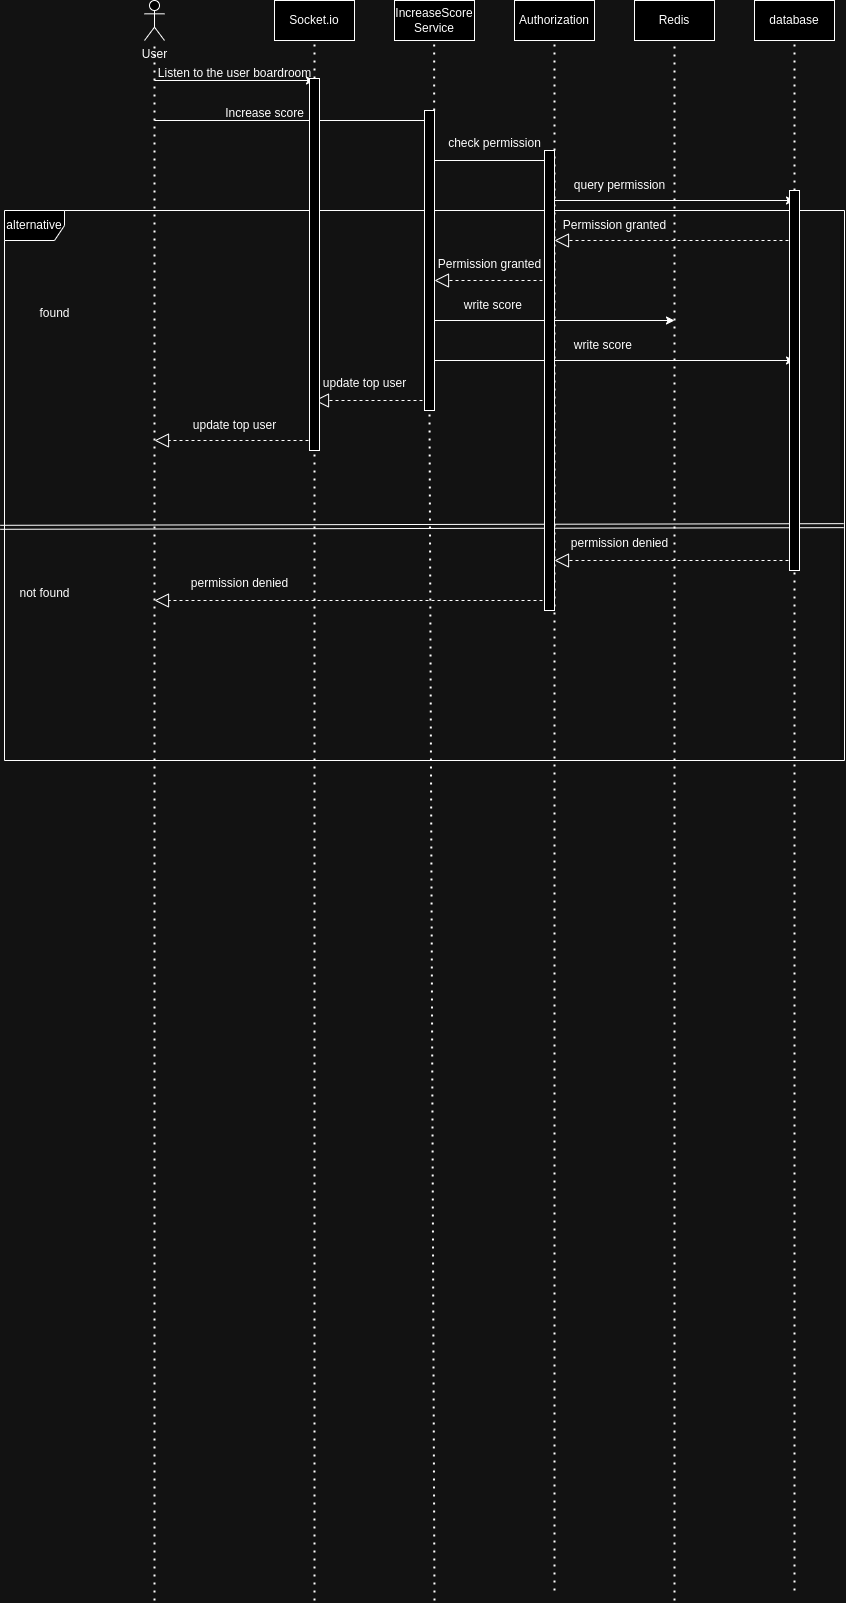 User
Socket.io
IncreaseScore
Service
Authorization
Redis
database
Listen to the user boardroom
Increase score
check permission
query permission
alternative
Permission granted
Permission granted
found
write score
write score
update top user
update top user
permission denied
permission denied
not found